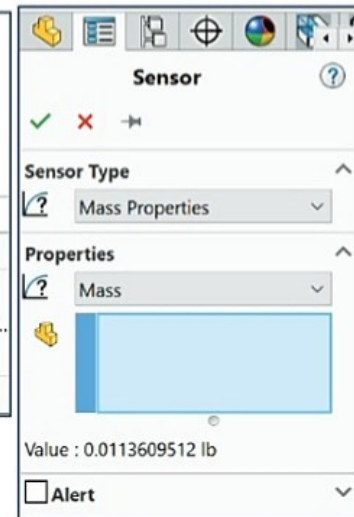 Sensor
Sensor Type
Mass Properties
Properties
Mass
Value : 0.0113609512 lb
Alert